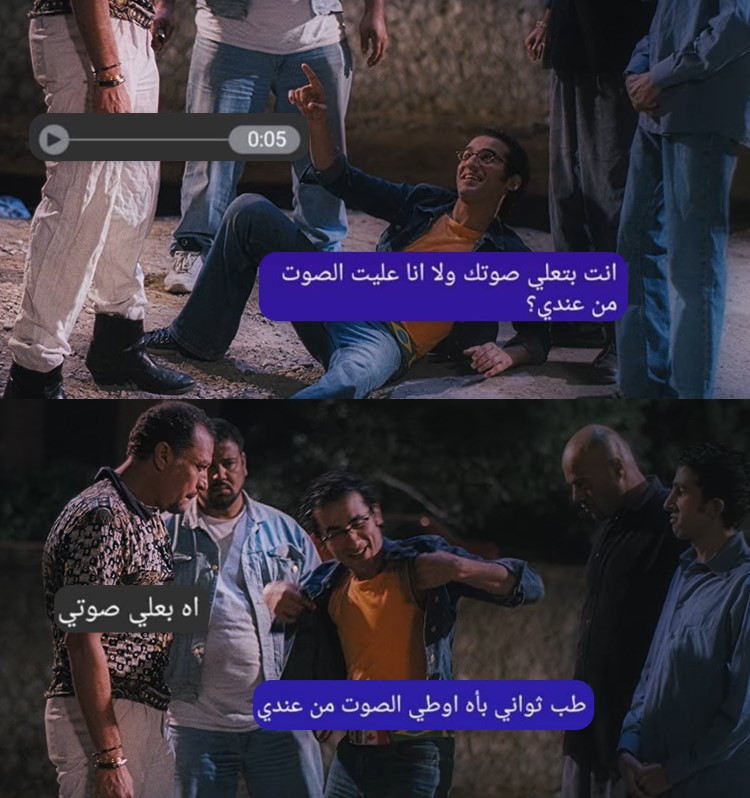 0:05
انت بتعلي صوتك ولا انا عليت الصوت
من عندي؟
اه بعلي صوتي
طب ثواني بأه اوطي الصوت من عندي